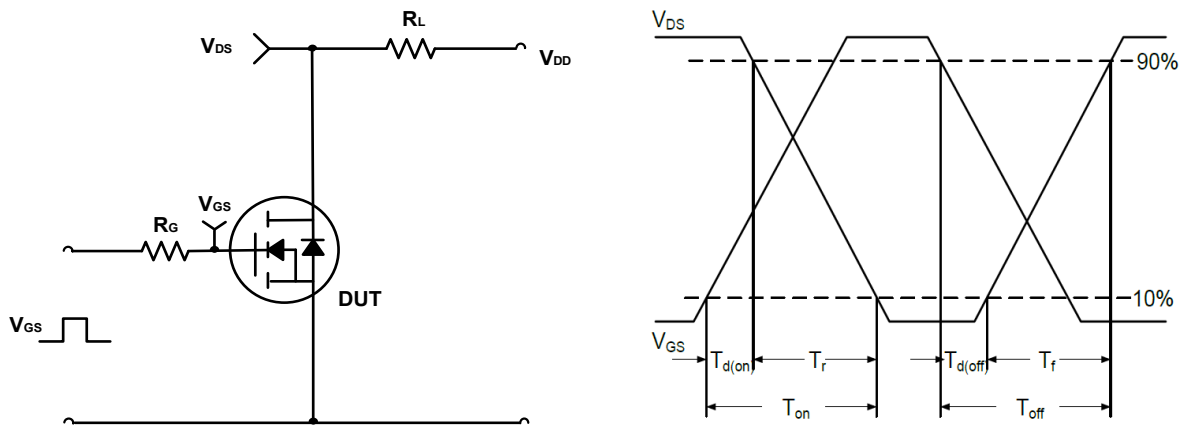 RL
VDS
VDD
VGS
RG
DUT
VGS
VDS
90%
10%
VGS
Td(on)
Tr
Td(off)
Tf
Ton
Toff